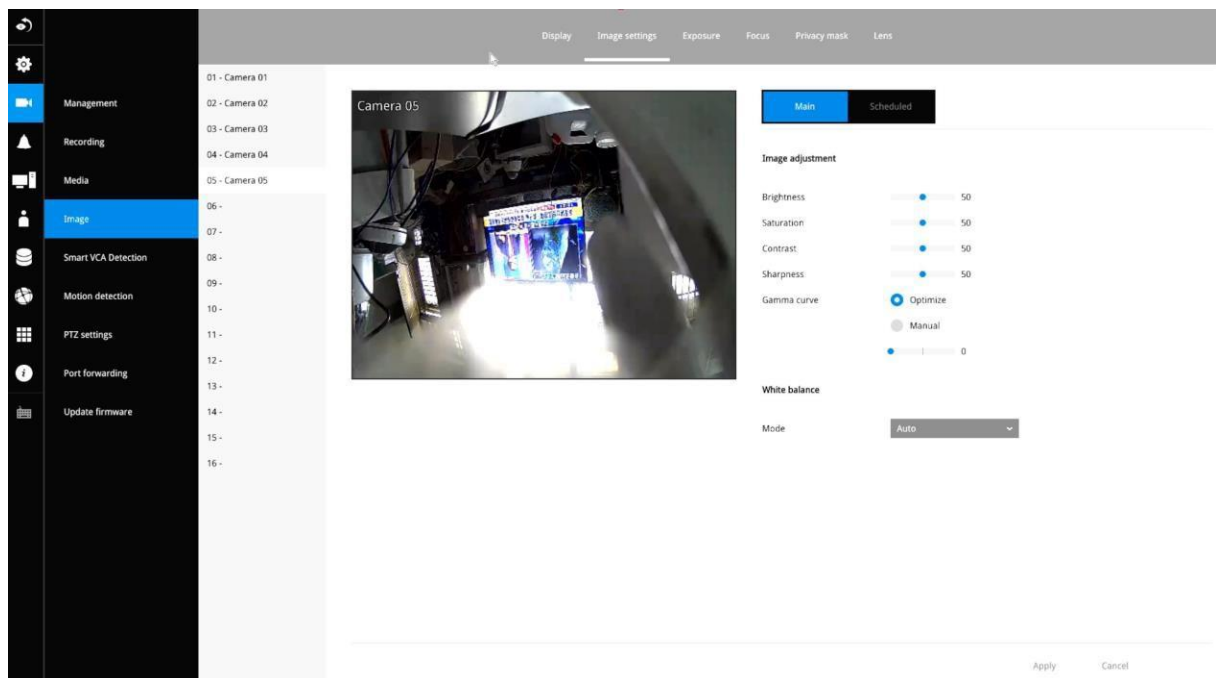 Display Image settings Exposure Focus Privacy mask Lens
Management
Recording
Media
Image
Smart VCA Detection
Motion detection
PTZ settings
Port forwarding
Update firmware
01 - Camera 01
02 - Camera 02
03 - Camera 03
04 - Camera 04
05 - Camera 05
06 -
07 -
08 -
09 -
10 -
11 -
12 -
13 -
14 -
15 -
16 -
Camera 05
Main Scheduled
Image adjustment
Brightness 50
Saturation 50
Contrast 50
Sharpness 50
Gamma curve Optimize
Manual
0
White balance
Mode Auto
Apply Cancel